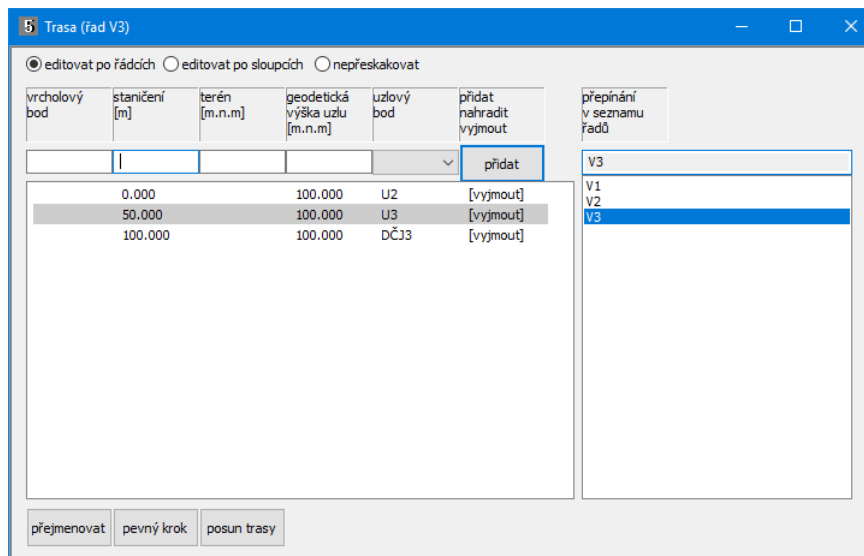 5 Trasa (řad V3)
editovat po řádcích editovat po sloupcích nepřeskakovat
vrcholový bod staničení [m] terén [m.n.m] geodetická výška uzlu [m.n.m] uzlový bod přidat nahradit vyjmout přepínání v seznamu řadů
přidat V3
0.000 100.000 U2 [vyjmout]
50.000 100.000 U3 [vyjmout]
100.000 100.000 DČJ3 [vyjmout]
V1
V2
V3
přejmenovat pevný krok posun trasy